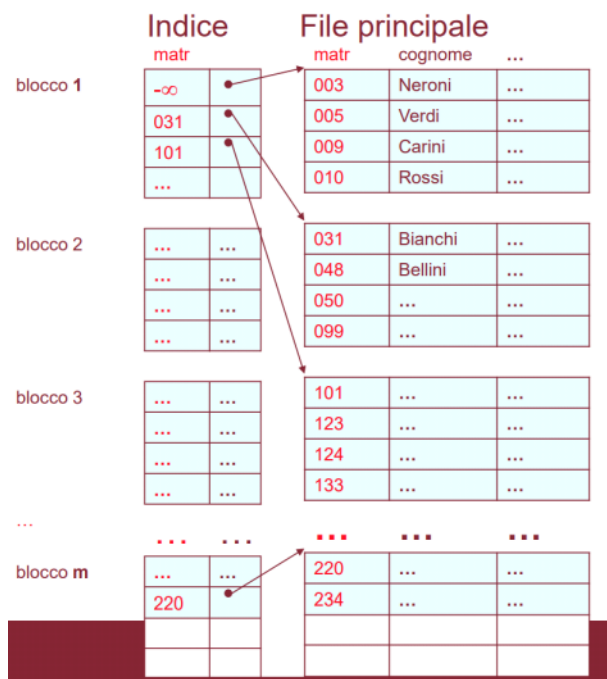 Indice File principale
matr matr cognome ...
blocco 1 -∞ 003 Neroni ...
031 005 Verdi ...
101 009 Carini ...
... 010 Rossi ...
blocco 2 ... ... 031 Bianchi ...
... ... 048 Bellini ...
... ... 050 ... ...
... ... 099 ... ...
blocco 3 ... ... 101 ... ...
... ... 123 ... ...
... ... 124 ... ...
... ... 133 ... ...
...
... ... ... ... ...
blocco m ... ... 220 ... ...
220 234 ... ...